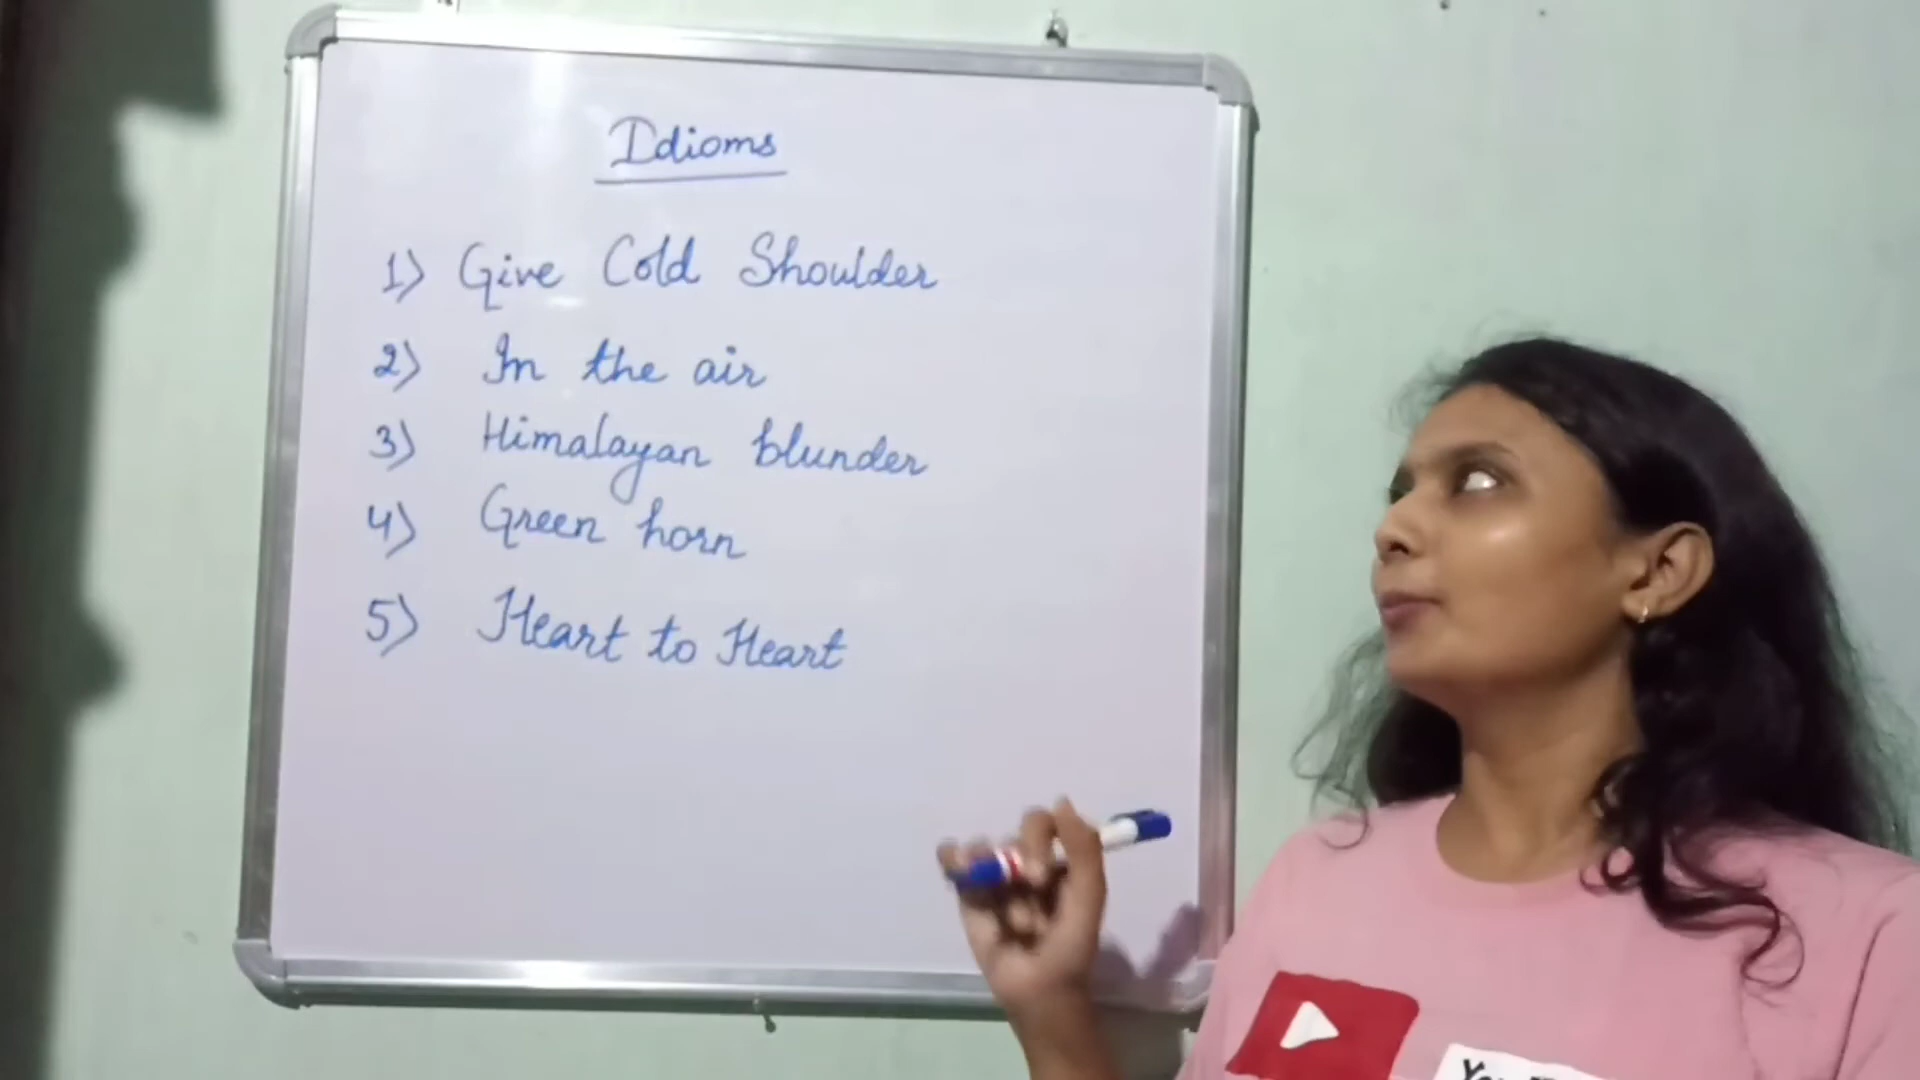 Idioms
1) Give Cold Shoulder
2) In the air
3) Himalayan blunder
4) Green horn
5) Heart to Heart